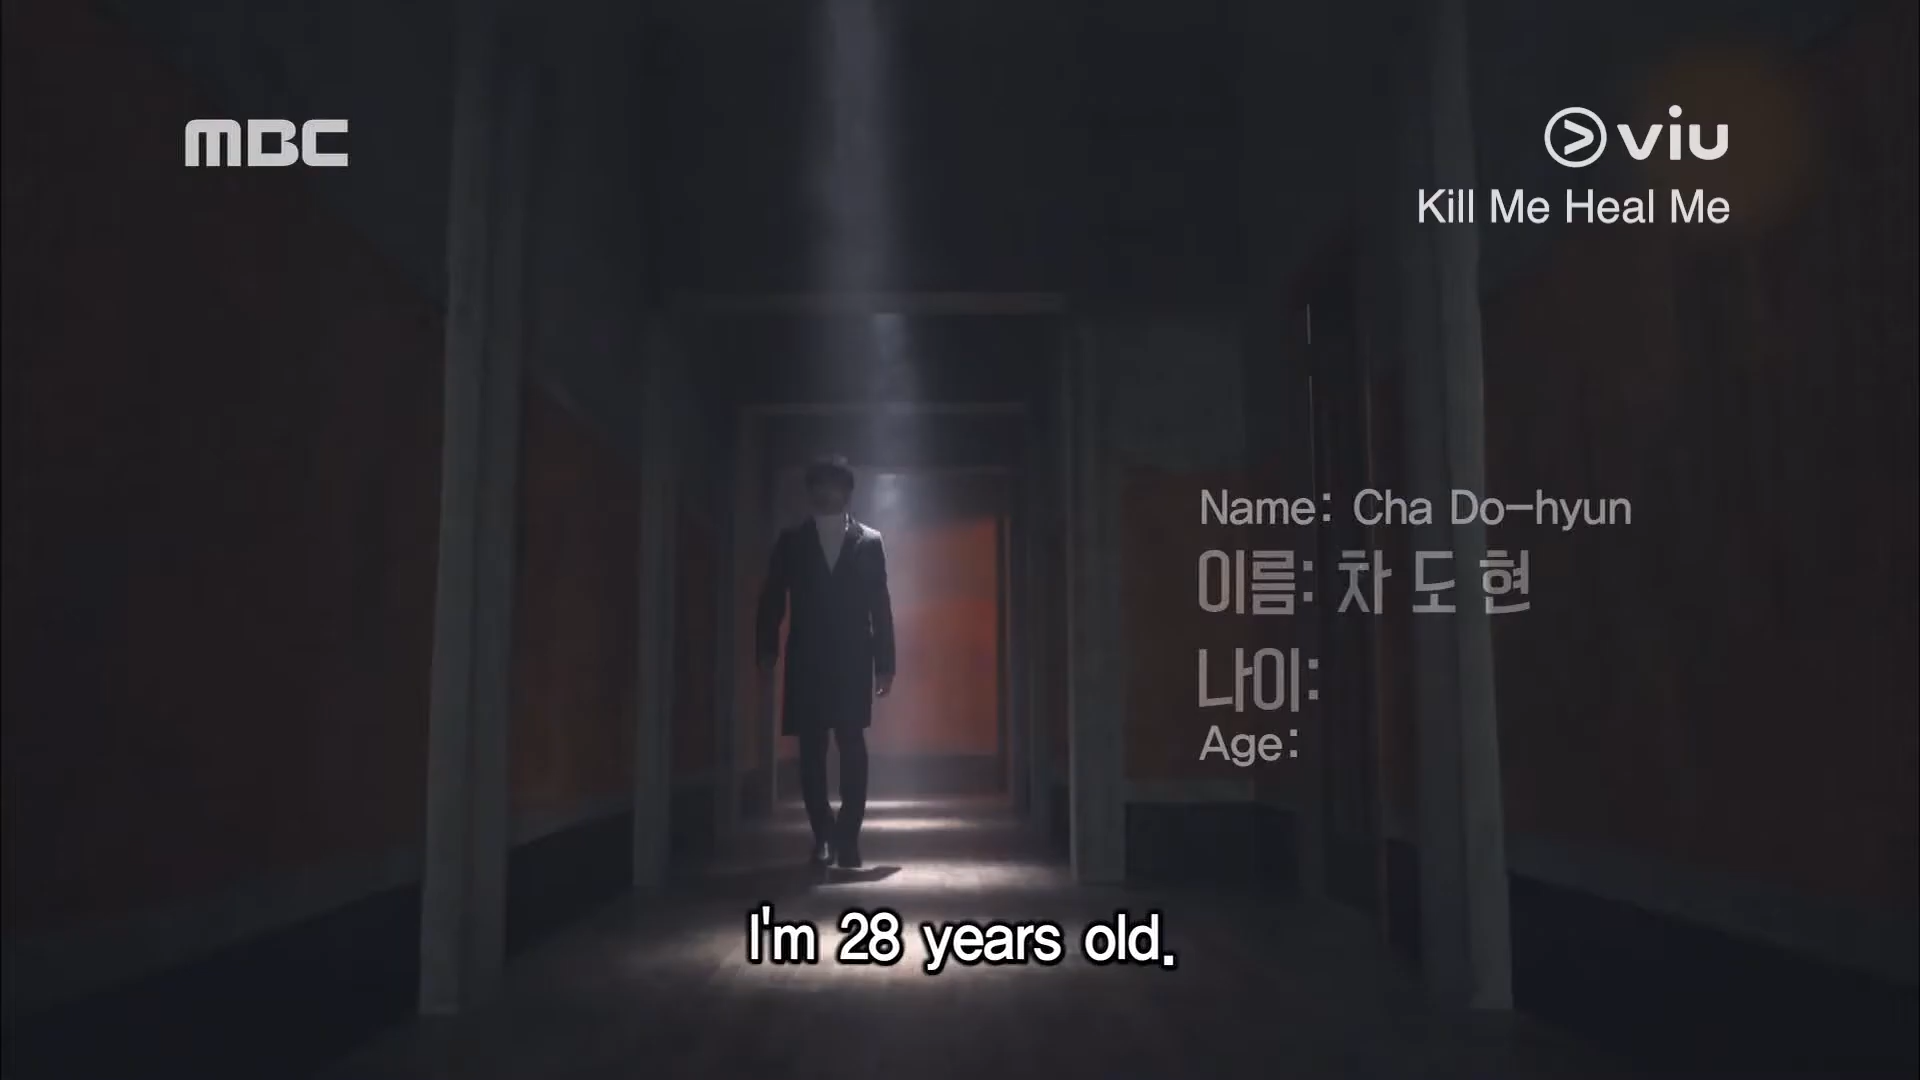 MBC
viu
Kill Me Heal Me
Name: Cha Do-hyun
이름: 차 도 현
나이:
Age:
I'm 28 years old.